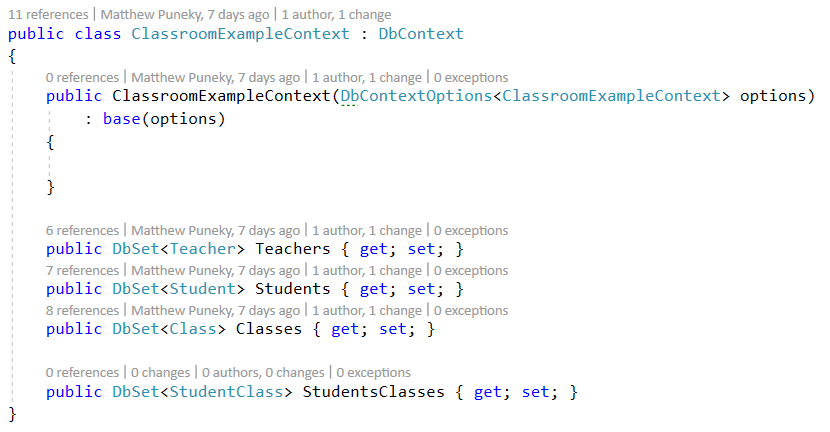 11 references | Matthew Puneky, 7 days ago | 1 author, 1 change
public class ClassroomExampleContext : DbContext
{
0 references | Matthew Puneky, 7 days ago | 1 author, 1 change | 0 exceptions
public ClassroomExampleContext(DbContextOptions<ClassroomExampleContext> options)
: base(options)
{
}
6 references | Matthew Puneky, 7 days ago | 1 author, 1 change | 0 exceptions
public DbSet<Teacher> Teachers { get; set; }
7 references | Matthew Puneky, 7 days ago | 1 author, 1 change | 0 exceptions
public DbSet<Student> Students { get; set; }
8 references | Matthew Puneky, 7 days ago | 1 author, 1 change | 0 exceptions
public DbSet<Class> Classes { get; set; }
0 references | 0 changes | 0 authors, 0 changes | 0 exceptions
public DbSet<StudentClass> StudentsClasses { get; set; }
}